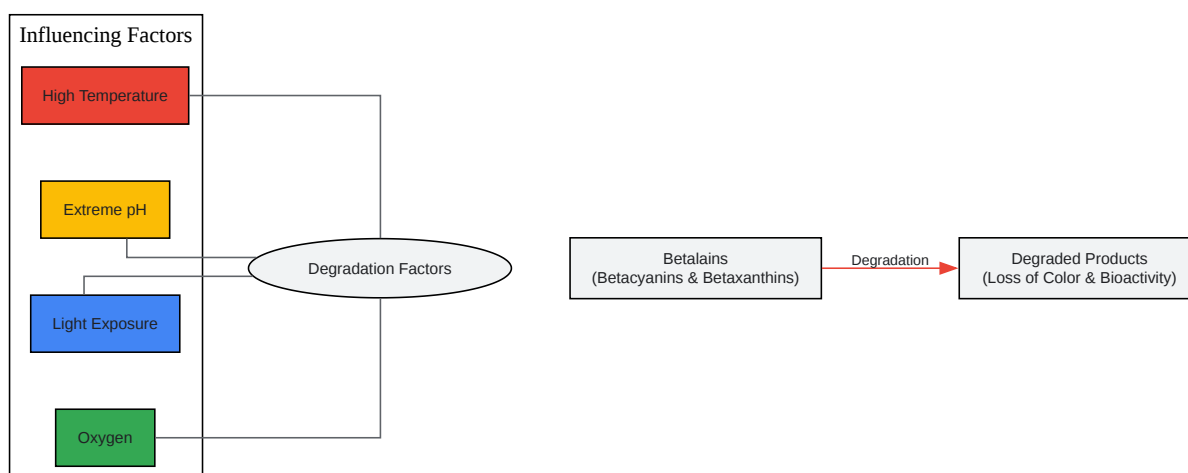 Influencing Factors
High Temperature
Extreme pH
Light Exposure
Oxygen
Degradation Factors
Betalains
(Betacyanins & Betaxanthins)
Degradation
Degraded Products
(Loss of Color & Bioactivity)